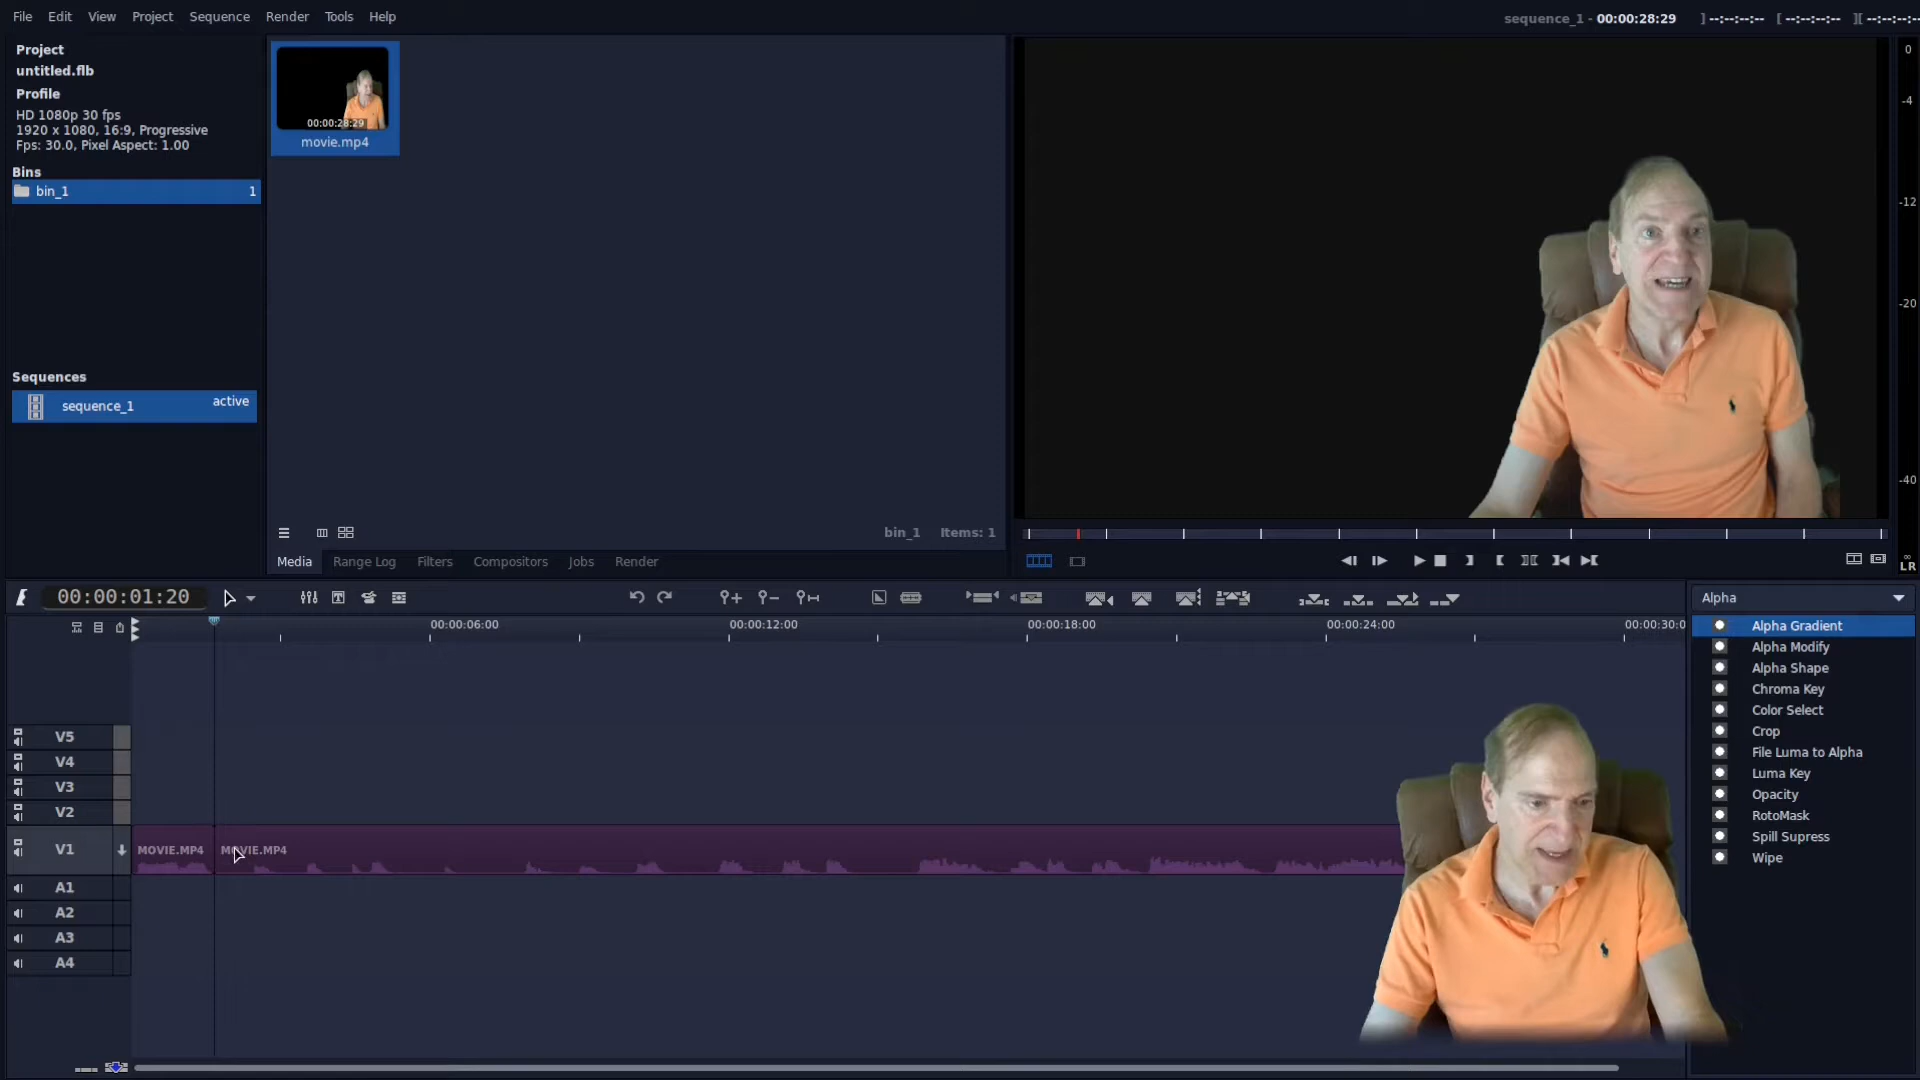 File Edit View Project Sequence Render Tools Help
sequence_1 - 00:00:28:29 ] --:--:--:-- [ --:--:--:-- ][ --:--:--:--
Project
untitled.flb
Profile
HD 1080p 30 fps
1920 x 1080, 16:9, Progressive
Fps: 30.0, Pixel Aspect: 1.00
Bins
bin_1 1
Sequences
sequence_1 active
00:00:28:29
movie.mp4
bin_1 Items: 1
Media Range Log Filters Compositors Jobs Render
0
-4
-12
-20
-40
∞
LR
00:00:01:20
00:00:06:00 00:00:12:00 00:00:18:00 00:00:24:00 00:00:30:0
V5
V4
V3
V2
V1 MOVIE.MP4 MOVIE.MP4
A1
A2
A3
A4
Alpha
Alpha Gradient
Alpha Modify
Alpha Shape
Chroma Key
Color Select
Crop
File Luma to Alpha
Luma Key
Opacity
RotoMask
Spill Supress
Wipe